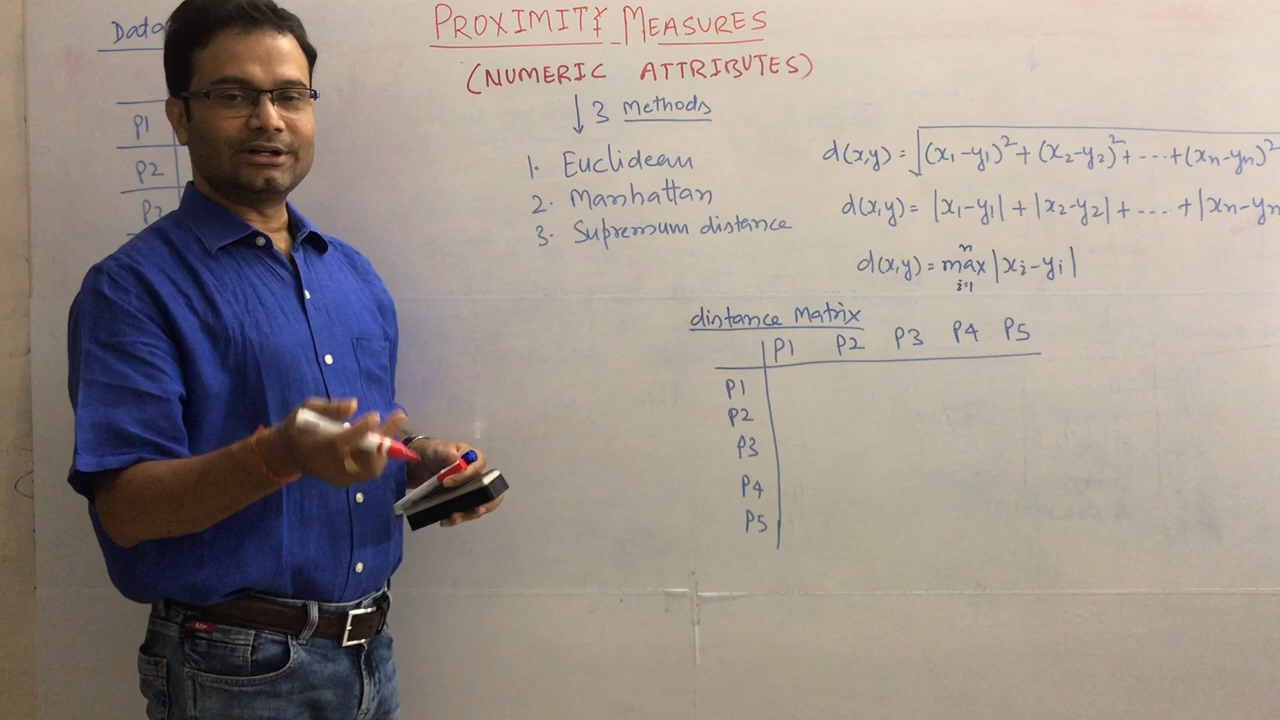 Data
P1
P2
PROXIMITY MEASURES
(NUMERIC ATTRIBUTES)
↓ 3 Methods
1. Euclidean
2. Manhattan
3. Supremum distance
d(x,y) = √(x₁-y₁)²+(x₂-y₂)²+---+(xn-yn)²
d(x,y) = |x₁-y₁| + |x₂-y₂| + ---- + |xn-yn
d(x,y) = max i=1 n |xi-yi|
distance Matrix
P1 P2 P3 P4 P5
P1
P2
P3
P4
P5